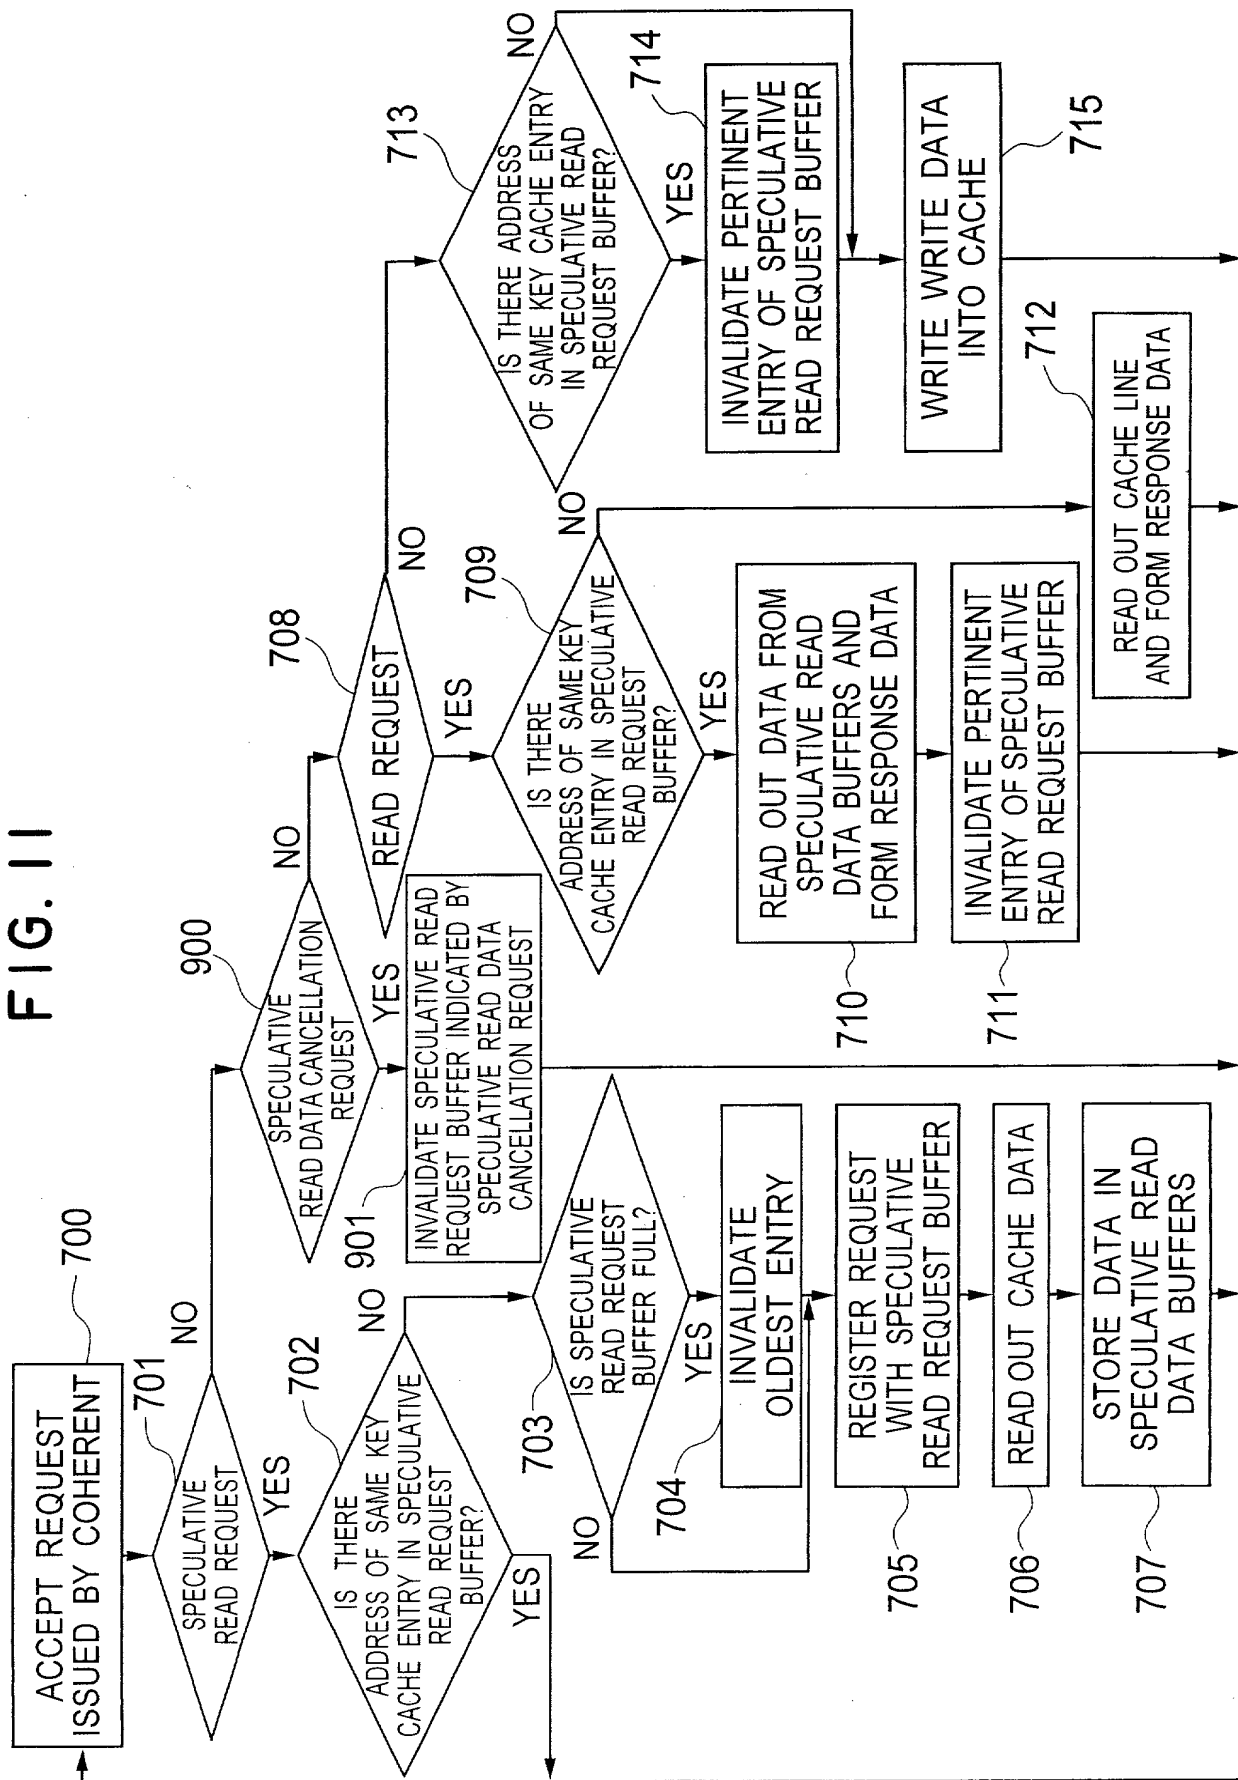 FIG. 11
700
ACCEPT REQUEST
ISSUED BY COHERENT
701
SPECULATIVE
READ REQUEST
NO
YES
702
IS THERE
ADDRESS OF SAME KEY
CACHE ENTRY IN SPECULATIVE
READ REQUEST
BUFFER?
NO
YES
703
IS SPECULATIVE
READ REQUEST
BUFFER FULL?
NO
YES
704
INVALIDATE
OLDEST ENTRY
705
REGISTER REQUEST
WITH SPECULATIVE
READ REQUEST BUFFER
706
READ OUT CACHE DATA
707
STORE DATA IN
SPECULATIVE READ
DATA BUFFERS
900
SPECULATIVE
READ DATA CANCELLATION
REQUEST
NO
YES
901
INVALIDATE SPECULATIVE READ
REQUEST BUFFER INDICATED BY
SPECULATIVE READ DATA
CANCELLATION REQUEST
708
READ REQUEST
NO
YES
709
IS THERE
ADDRESS OF SAME KEY
CACHE ENTRY IN SPECULATIVE
READ REQUEST
BUFFER?
NO
YES
710
READ OUT DATA FROM
SPECULATIVE READ
DATA BUFFERS AND
FORM RESPONSE DATA
711
INVALIDATE PERTINENT
ENTRY OF SPECULATIVE
READ REQUEST BUFFER
712
READ OUT CACHE LINE
AND FORM RESPONSE DATA
713
IS THERE ADDRESS
OF SAME KEY CACHE ENTRY
IN SPECULATIVE READ
REQUEST BUFFER?
NO
YES
714
INVALIDATE PERTINENT
ENTRY OF SPECULATIVE
READ REQUEST BUFFER
715
WRITE WRITE DATA
INTO CACHE